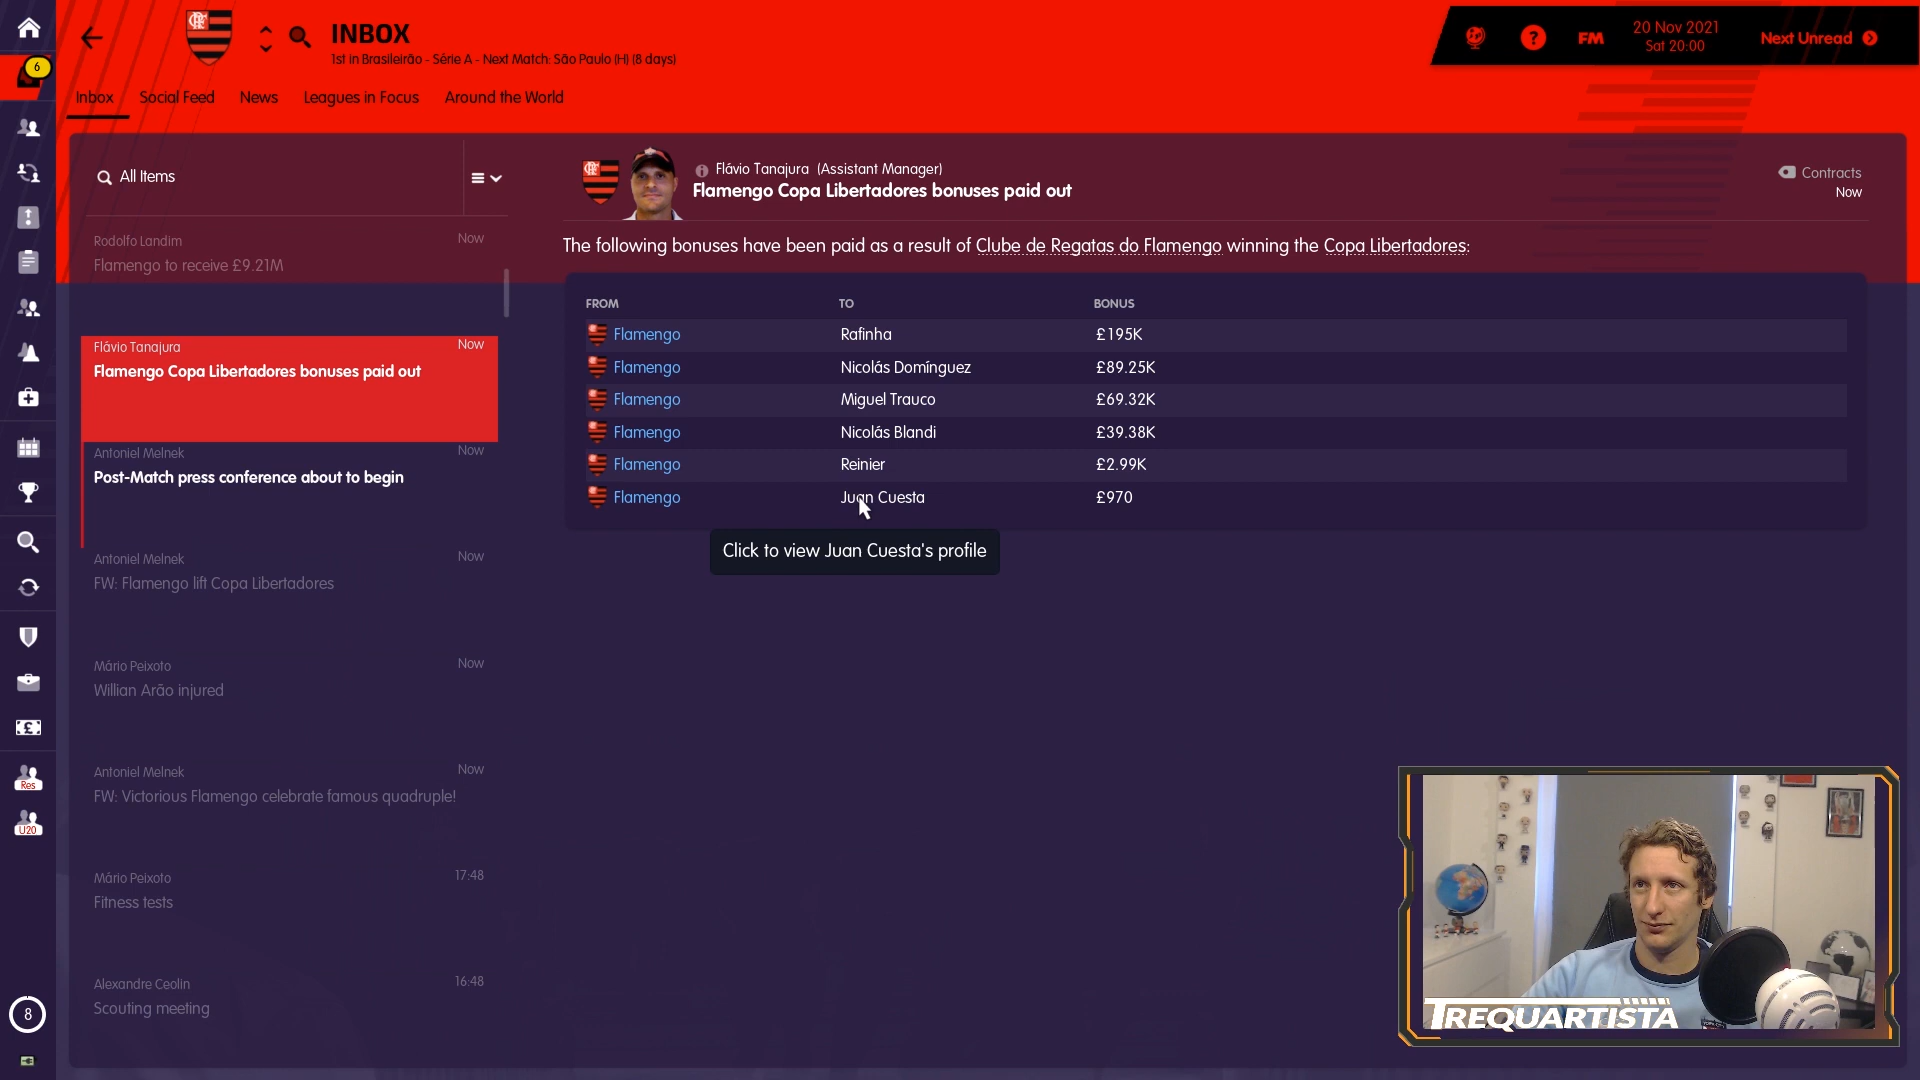 INBOX
1st in Brasileirão - Série A - Next Match: São Paulo (H) (8 days)
FM
20 Nov 2021
Sat 20:00
Next Unread
6
Inbox
Social Feed
News
Leagues in Focus
Around the World
All Items
Rodolfo Landim
Now
Flamengo to receive £9.21M
Flávio Tanajura
Now
Flamengo Copa Libertadores bonuses paid out
Antoniel Melnek
Now
Post-Match press conference about to begin
Antoniel Melnek
Now
FW: Flamengo lift Copa Libertadores
Mário Peixoto
Now
Willian Arão injured
Antoniel Melnek
Now
FW: Victorious Flamengo celebrate famous quadruple!
Mário Peixoto
17:48
Fitness tests
Alexandre Ceolin
16:48
Scouting meeting
Flávio Tanajura (Assistant Manager)
Flamengo Copa Libertadores bonuses paid out
Contracts
Now
The following bonuses have been paid as a result of Clube de Regatas do Flamengo winning the Copa Libertadores:
FROM TO BONUS
Flamengo Rafinha £195K
Flamengo Nicolás Domínguez £89.25K
Flamengo Miguel Trauco £69.32K
Flamengo Nicolás Blandi £39.38K
Flamengo Reinier £2.99K
Flamengo Juan Cuesta £970
Click to view Juan Cuesta's profile
Res
U20
8
TREQUARTISTA